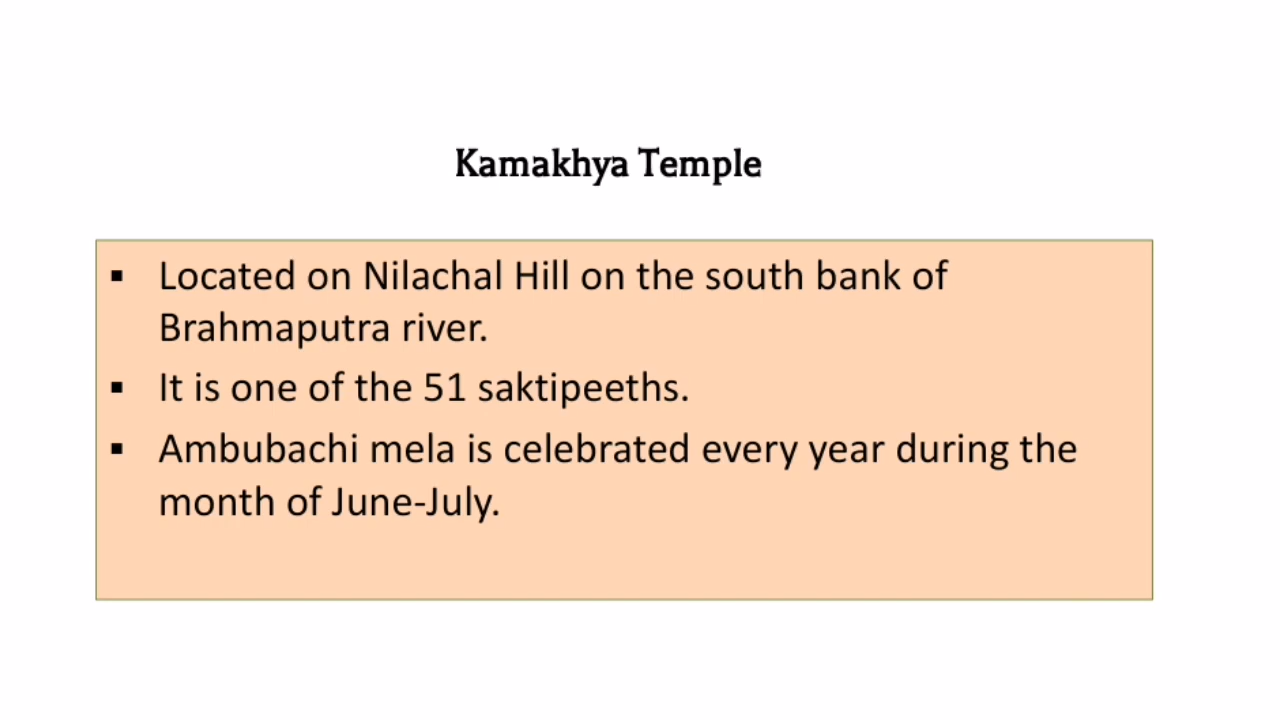 Kamakhya Temple
▪ Located on Nilachal Hill on the south bank of
Brahmaputra river.
▪ It is one of the 51 saktipeeths.
▪ Ambubachi mela is celebrated every year during the
month of June-July.